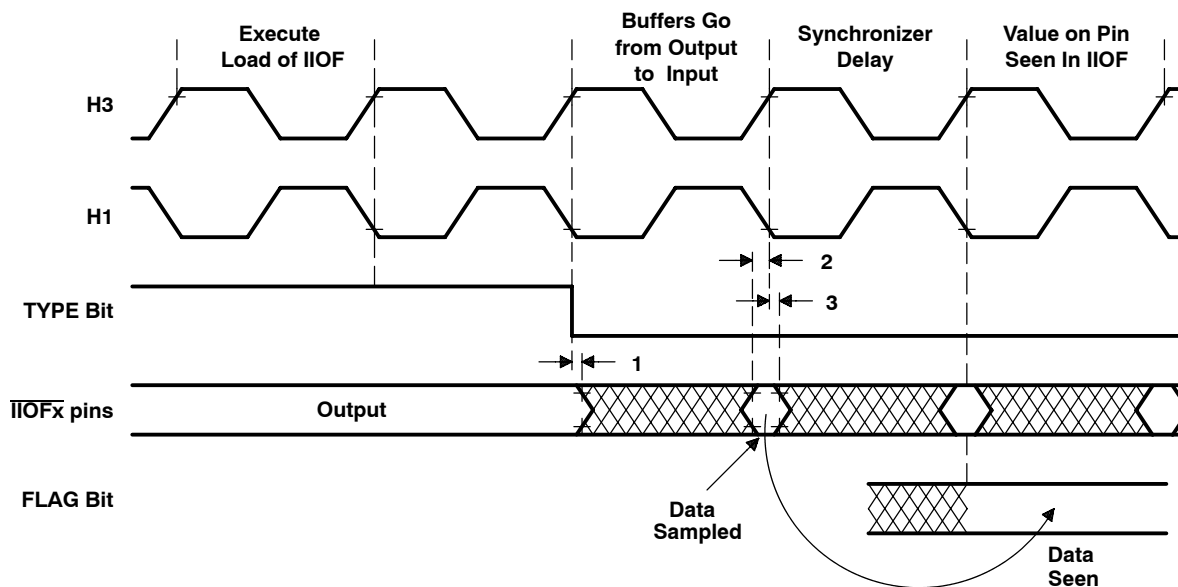 Execute
Load of IIOF
Buffers Go
from Output
to Input
Synchronizer
Delay
Value on Pin
Seen In IIOF
H3
H1
2
TYPE Bit
3
1
IIOFx pins
Output
FLAG Bit
Data
Sampled
Data
Seen